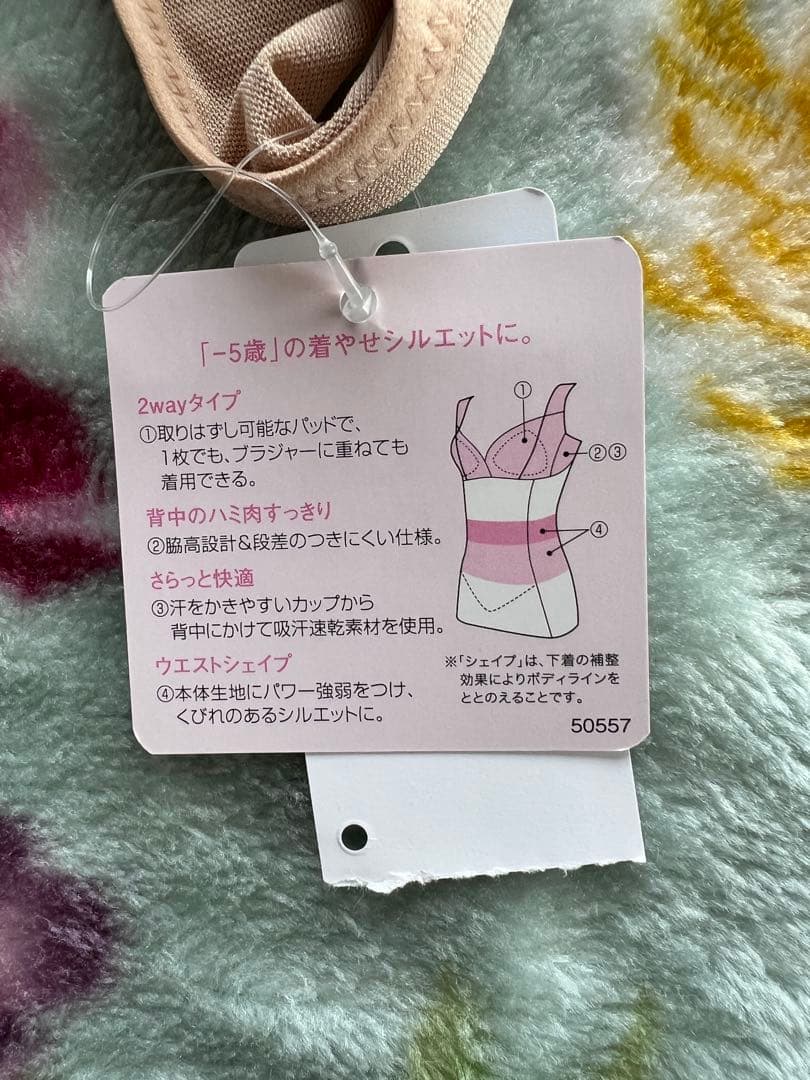 「−5歳」の着やせシルエットに。
2wayタイプ
①取りはずし可能なパッドで、
1枚でも、ブラジャーに重ねても
着用できる。
背中のハミ肉すっきり
②脇高設計&段差のつきにくい仕様。
さらっと快適
③汗をかきやすいカップから
背中にかけて吸汗速乾素材を使用。
ウエストシェイプ
④本体生地にパワー強弱をつけ、
くびれのあるシルエットに。
①
②③
④
※「シェイプ」は、下着の補整
効果によりボディラインを
ととのえることです。
50557